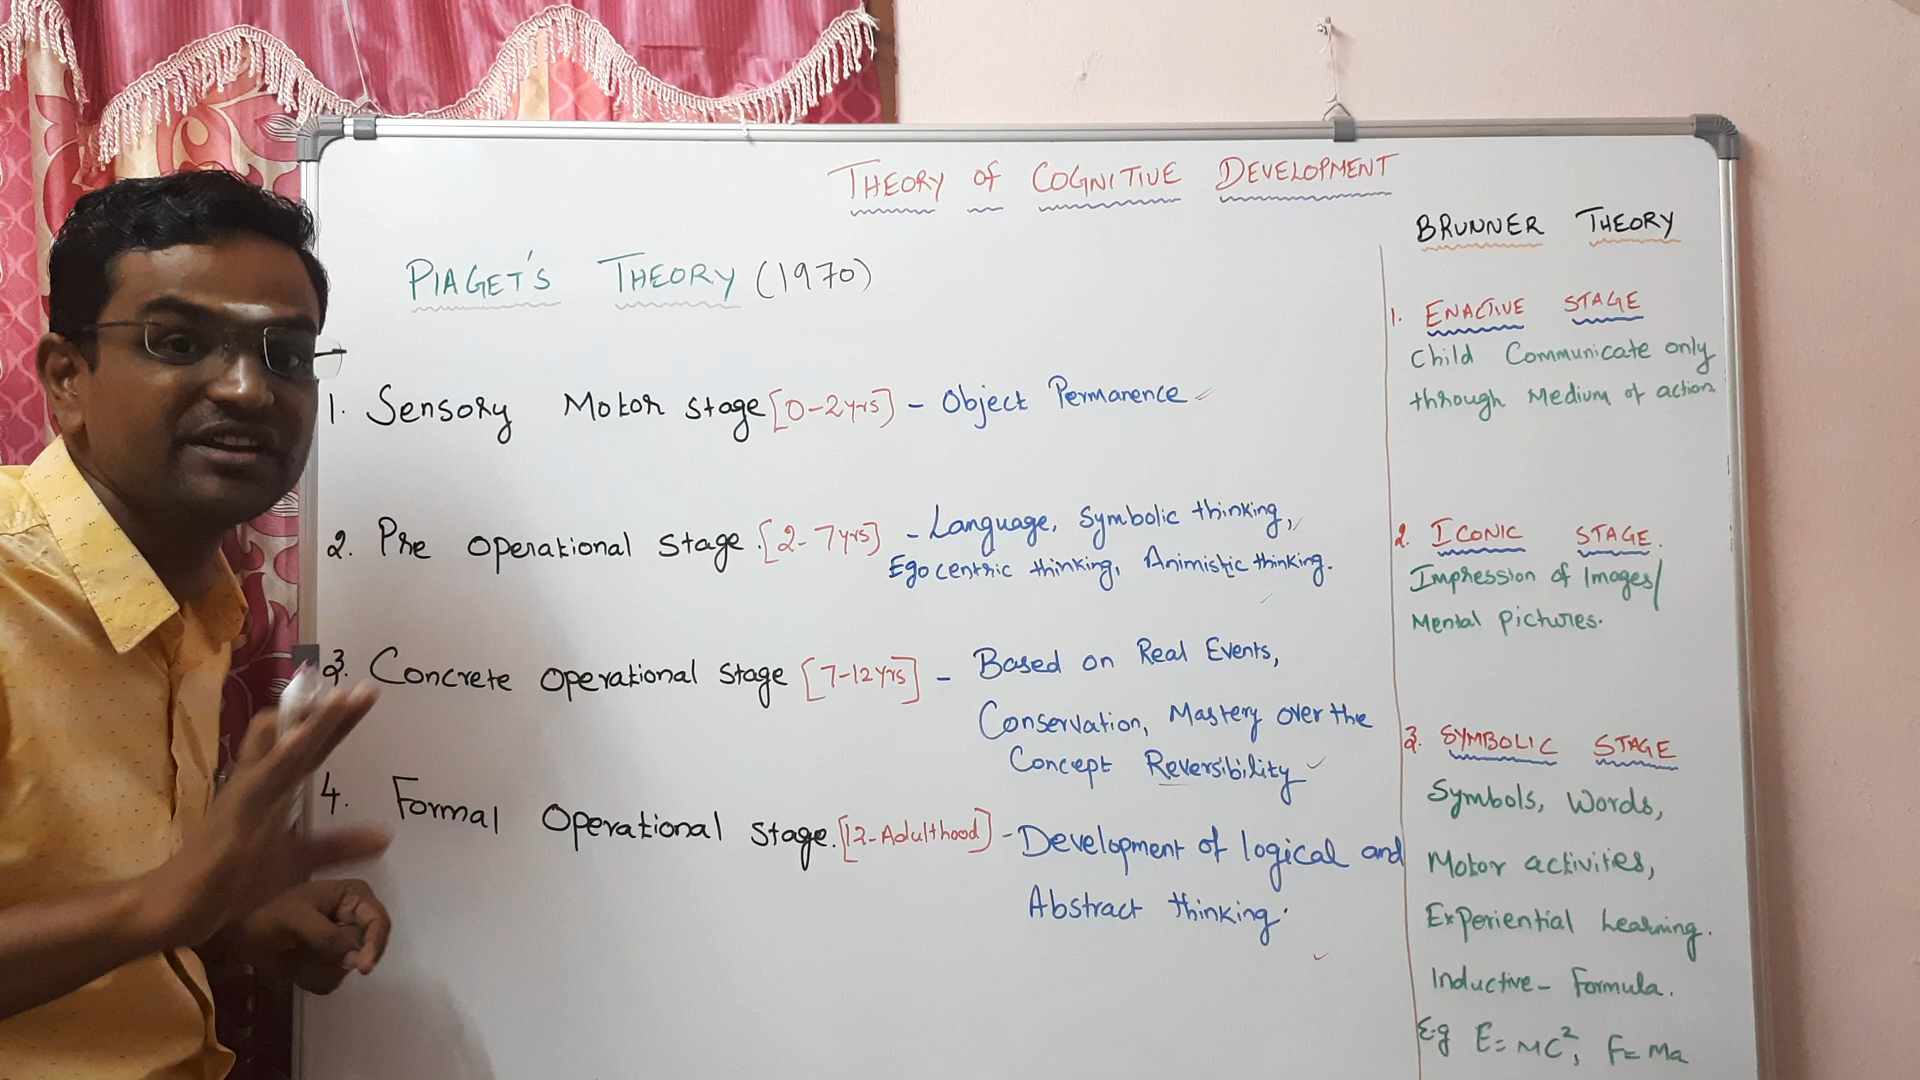 THEORY OF COGNITIVE DEVELOPMENT
PIAGET'S THEORY (1970)
1. Sensory Motor Stage [0-2yrs] - Object Permanence
2. Pre Operational Stage. [2-7yrs] - Language, Symbolic thinking,
Egocentric thinking, Animistic thinking.
3. Concrete Operational Stage [7-12yrs] - Based on Real Events,
Conservation, Mastery over the
Concept Reversibility
4. Formal Operational Stage. [12-Adulthood] - Development of logical and
Abstract thinking.
BRUNNER THEORY
1. ENACTIVE STAGE
Child Communicate only
through Medium of action.
2. ICONIC STAGE.
Impression of Images/
Mental Pictures.
3. SYMBOLIC STAGE
Symbols, Words,
Motor activities,
Experiential Learning.
Inductive - Formula.
E.g E=MC², F=Ma